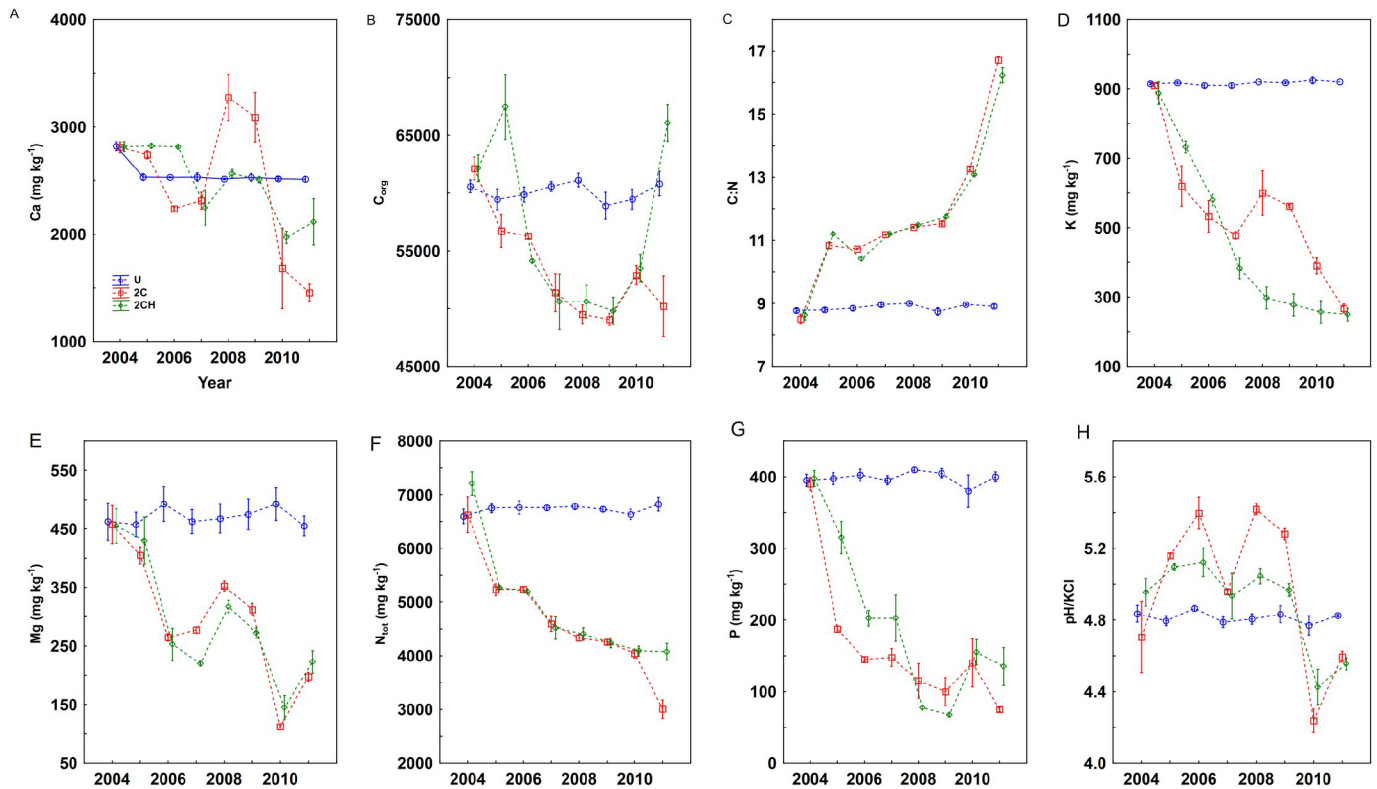 A
Ca (mg kg⁻¹)
4000
3000
2000
1000
U
2C
2CH
2004 2006 2008 2010
Year
B
C_org
75000
65000
55000
45000
2004 2006 2008 2010
C
C:N
17
15
13
11
9
7
2004 2006 2008 2010
D
K (mg kg⁻¹)
1100
900
700
500
300
100
2004 2006 2008 2010
E
Mg (mg kg⁻¹)
550
450
350
250
150
50
2004 2006 2008 2010
F
N_tot (mg kg⁻¹)
8000
7000
6000
5000
4000
3000
2000
2004 2006 2008 2010
G
P (mg kg⁻¹)
400
300
200
100
0
2004 2006 2008 2010
H
pH/KCl
5.6
5.2
4.8
4.4
4.0
2004 2006 2008 2010